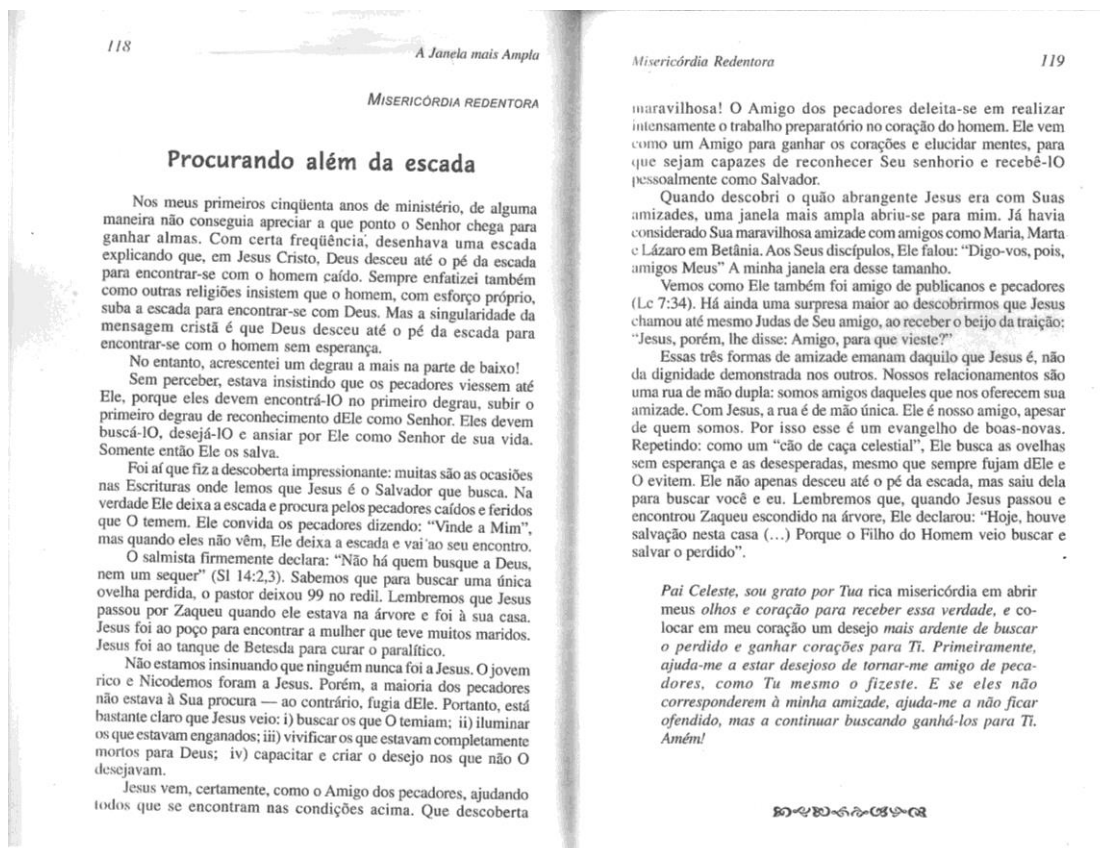 118
A Janela mais Ampla
MISERICÓRDIA REDENTORA
Procurando além da escada
Nos meus primeiros cinqüenta anos de ministério, de alguma
maneira não conseguia apreciar a que ponto o Senhor chega para
ganhar almas. Com certa freqüência, desenhava uma escada
explicando que, em Jesus Cristo, Deus desceu até o pé da escada
para encontrar-se com o homem caído. Sempre enfatizei também
como outras religiões insistem que o homem, com esforço próprio,
suba a escada para encontrar-se com Deus. Mas a singularidade da
mensagem cristã é que Deus desceu até o pé da escada para
encontrar-se com o homem sem esperança.
No entanto, acrescentei um degrau a mais na parte de baixo!
Sem perceber, estava insistindo que os pecadores viessem até
Ele, porque eles devem encontrá-lO no primeiro degrau, subir o
primeiro degrau de reconhecimento dEle como Senhor. Eles devem
buscá-lO, desejá-lO e ansiar por Ele como Senhor de sua vida.
Somente então Ele os salva.
Foi aí que fiz a descoberta impressionante: muitas são as ocasiões
nas Escrituras onde lemos que Jesus é o Salvador que busca. Na
verdade Ele deixa a escada e procura pelos pecadores caídos e feridos
que O temem. Ele convida os pecadores dizendo: “Vinde a Mim”,
mas quando eles não vêm, Ele deixa a escada e vai ao seu encontro.
O salmista firmemente declara: “Não há quem busque a Deus,
nem um sequer” (Sl 14:2,3). Sabemos que para buscar uma única
ovelha perdida, o pastor deixou 99 no redil. Lembremos que Jesus
passou por Zaqueu quando ele estava na árvore e foi à sua casa.
Jesus foi ao poço para encontrar a mulher que teve muitos maridos.
Jesus foi ao tanque de Betesda para curar o paralítico.
Não estamos insinuando que ninguém nunca foi a Jesus. O jovem
rico e Nicodemos foram a Jesus. Porém, a maioria dos pecadores
não estava à Sua procura — ao contrário, fugia dEle. Portanto, está
bastante claro que Jesus veio: i) buscar os que O temiam; ii) iluminar
os que estavam enganados; iii) vivificar os que estavam completamente
mortos para Deus; iv) capacitar e criar o desejo nos que não O
desejavam.
Jesus vem, certamente, como o Amigo dos pecadores, ajudando
todos que se encontram nas condições acima. Que descoberta
Misericórdia Redentora
119
maravilhosa! O Amigo dos pecadores deleita-se em realizar
intensamente o trabalho preparatório no coração do homem. Ele vem
como um Amigo para ganhar os corações e elucidar mentes, para
que sejam capazes de reconhecer Seu senhorio e recebê-lO
pessoalmente como Salvador.
Quando descobri o quão abrangente Jesus era com Suas
amizades, uma janela mais ampla abriu-se para mim. Já havia
considerado Sua maravilhosa amizade com amigos como Maria, Marta
e Lázaro em Betânia. Aos Seus discípulos, Ele falou: “Digo-vos, pois,
amigos Meus” A minha janela era desse tamanho.
Vemos como Ele também foi amigo de publicanos e pecadores
(Lc 7:34). Há ainda uma surpresa maior ao descobrirmos que Jesus
chamou até mesmo Judas de Seu amigo, ao receber o beijo da traição:
“Jesus, porém, lhe disse: Amigo, para que vieste?”
Essas três formas de amizade emanam daquilo que Jesus é, não
da dignidade demonstrada nos outros. Nossos relacionamentos são
uma rua de mão dupla: somos amigos daqueles que nos oferecem sua
amizade. Com Jesus, a rua é de mão única. Ele é nosso amigo, apesar
de quem somos. Por isso esse é um evangelho de boas-novas.
Repetindo: como um “cão de caça celestial”, Ele busca as ovelhas
sem esperança e as desesperadas, mesmo que sempre fujam dEle e
O evitem. Ele não apenas desceu até o pé da escada, mas saiu dela
para buscar você e eu. Lembremos que, quando Jesus passou e
encontrou Zaqueu escondido na árvore, Ele declarou: “Hoje, houve
salvação nesta casa (...) Porque o Filho do Homem veio buscar e
salvar o perdido”.
Pai Celeste, sou grato por Tua rica misericórdia em abrir
meus olhos e coração para receber essa verdade, e co-
locar em meu coração um desejo mais ardente de buscar
o perdido e ganhar corações para Ti. Primeiramente,
ajuda-me a estar desejoso de tornar-me amigo de peca-
dores, como Tu mesmo o fizeste. E se eles não
corresponderem à minha amizade, ajuda-me a não ficar
ofendido, mas a continuar buscando ganhá-los para Ti.
Amém!